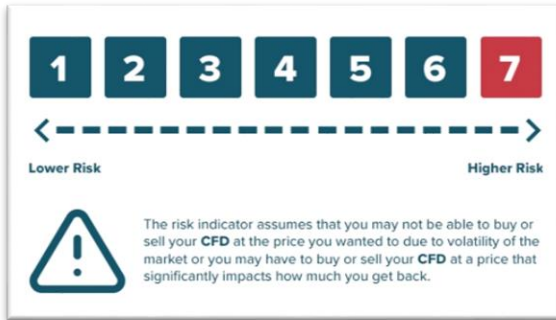 1 2 3 4 5 6 7
Lower Risk Higher Risk
The risk indicator assumes that you may not be able to buy or
sell your CFD at the price you wanted to due to volatility of the
market or you may have to buy or sell your CFD at a price that
significantly impacts how much you get back.